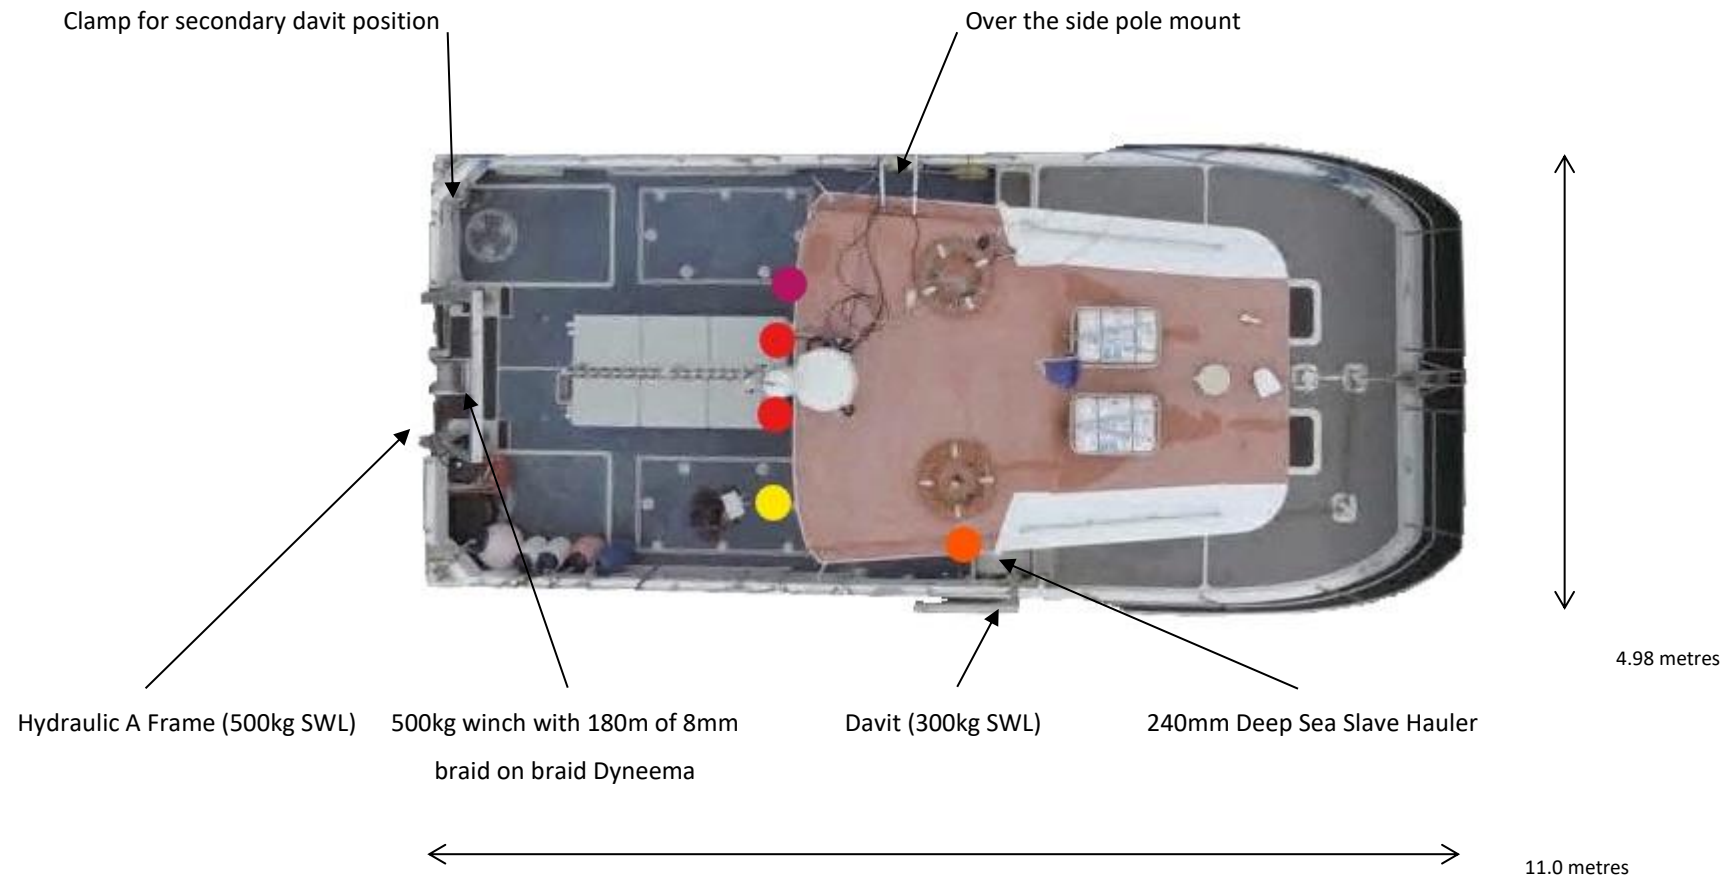 Clamp for secondary davit position
Over the side pole mount
4.98 metres
Hydraulic A Frame (500kg SWL)
500kg winch with 180m of 8mm
braid on braid Dyneema
Davit (300kg SWL)
240mm Deep Sea Slave Hauler
11.0 metres